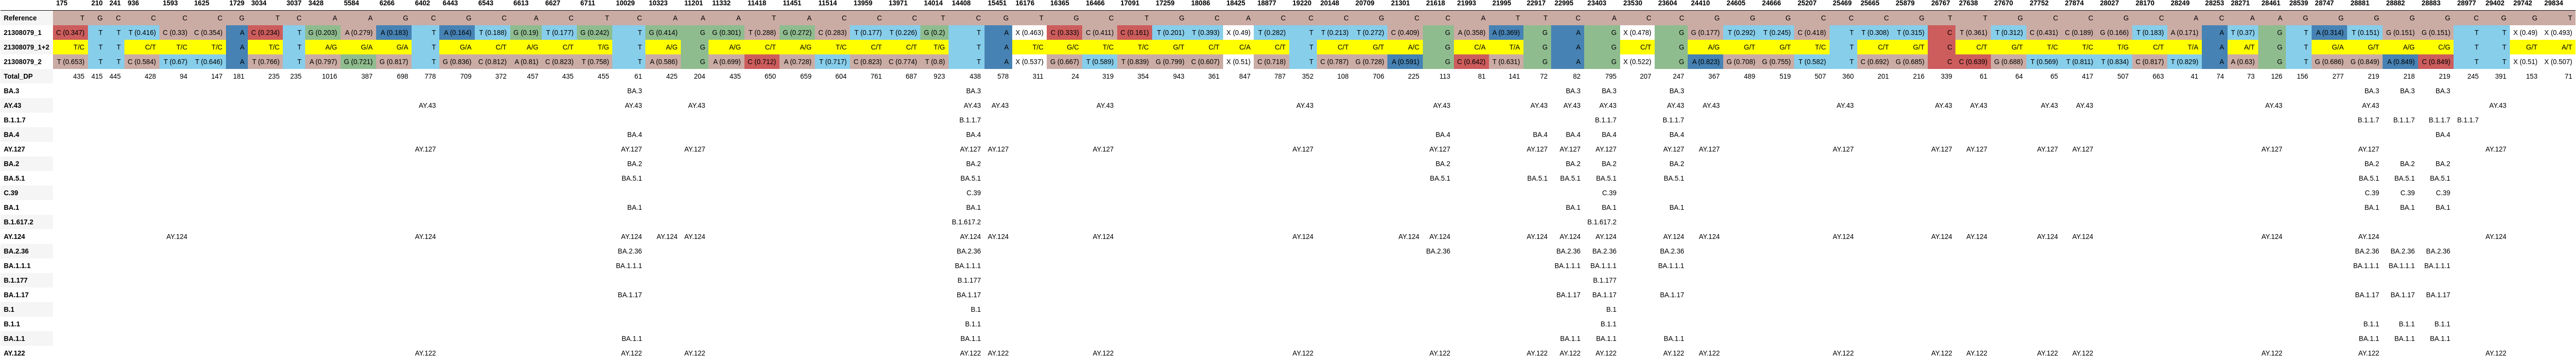 175 210 241 936 1593 1625 1729 3034 3037 3428 5584 6266 6402 6443 6543 6613 6627 6711 10029 10323 11201 11332 11418 11451 11514 13959 13971 14014 14408 15451 16176 16365 16466 17091 17259 18086 18425 18877 19220 20148 20709 21301 21618 21993 21995 22917 22995 23403 23530 23604 24410 24605 24666 25207 25469 25665 25879 26767 27638 27670 27752 27874 28027 28170 28249 28253 28271 28461 28539 28747 28881 28882 28883 28977 29402 29742 29834
Reference T G C C C C G T C A A G C G C A C T C A A A T A C C C T C G T G C T G C A C C C G C C C T T C A C C G G G C C C C T T G C C G C A C A A G G G G G C G G T
21308079_1 C (0.347) T T T (0.416) C (0.33) C (0.354) A C (0.234) T G (0.203) A (0.279) A (0.183) T A (0.164) T (0.188) G (0.19) T (0.177) G (0.242) T G (0.414) G G (0.301) T (0.288) G (0.272) C (0.283) T (0.177) T (0.226) G (0.2) T A X (0.463) C (0.333) C (0.411) C (0.161) T (0.201) T (0.393) X (0.49) T (0.282) T T (0.213) T (0.272) C (0.409) G A (0.358) A (0.369) G A G X (0.478) G G (0.177) T (0.292) T (0.245) C (0.418) T T (0.308) T (0.315) C T (0.361) T (0.312) C (0.431) C (0.189) G (0.166) T (0.183) A (0.171) A T (0.37) G T A (0.314) T (0.151) G (0.151) G (0.151) T T X (0.49) X (0.493)
21308079_1+2 T/C T T C/T T/C T/C A T/C T A/G G/A G/A T G/A C/T A/G C/T T/G T A/G G A/G C/T A/G T/C C/T C/T T/G T A T/C G/C T/C T/C G/T C/T C/A C/T T C/T G/T A/C G C/A T/A G A G C/T G A/G G/T G/T T/C T C/T G/T C C/T G/T T/C T/C T/G C/T T/A A A/T G T G/A G/T A/G C/G T T G/T A/T
21308079_2 T (0.653) T T C (0.584) T (0.67) T (0.646) A T (0.766) T A (0.797) G (0.721) G (0.817) T G (0.836) C (0.812) A (0.81) C (0.823) T (0.758) T A (0.586) G A (0.699) C (0.712) A (0.728) T (0.717) C (0.823) C (0.774) T (0.8) T A X (0.537) G (0.667) T (0.589) T (0.839) G (0.799) C (0.607) X (0.51) C (0.718) T C (0.787) G (0.728) A (0.591) G C (0.642) T (0.631) G A G X (0.522) G A (0.823) G (0.708) G (0.755) T (0.582) T C (0.692) G (0.685) C C (0.639) G (0.688) T (0.569) T (0.811) T (0.834) C (0.817) T (0.829) A A (0.63) G T G (0.686) G (0.849) A (0.849) C (0.849) T T X (0.51) X (0.507)
Total_DP 435 415 445 428 94 147 181 235 235 1016 387 698 778 709 372 457 435 455 61 425 204 435 650 659 604 761 687 923 438 578 311 24 319 354 943 361 847 787 352 108 706 225 113 81 141 72 82 795 207 247 367 489 519 507 360 201 216 339 61 64 65 417 507 663 41 74 73 126 156 277 219 218 219 245 391 153 71
BA.3 BA.3 BA.3 BA.3 BA.3 BA.3 BA.3 BA.3 BA.3
AY.43 AY.43 AY.43 AY.43 AY.43 AY.43 AY.43 AY.43 AY.43 AY.43 AY.43 AY.43 AY.43 AY.43 AY.43 AY.43 AY.43 AY.43 AY.43 AY.43 AY.43 AY.43
B.1.1.7 B.1.1.7 B.1.1.7 B.1.1.7 B.1.1.7 B.1.1.7 B.1.1.7 B.1.1.7
BA.4 BA.4 BA.4 BA.4 BA.4 BA.4 BA.4 BA.4 BA.4
AY.127 AY.127 AY.127 AY.127 AY.127 AY.127 AY.127 AY.127 AY.127 AY.127 AY.127 AY.127 AY.127 AY.127 AY.127 AY.127 AY.127 AY.127 AY.127 AY.127 AY.127 AY.127
BA.2 BA.2 BA.2 BA.2 BA.2 BA.2 BA.2 BA.2 BA.2 BA.2
BA.5.1 BA.5.1 BA.5.1 BA.5.1 BA.5.1 BA.5.1 BA.5.1 BA.5.1 BA.5.1 BA.5.1 BA.5.1
C.39 C.39 C.39 C.39 C.39 C.39
BA.1 BA.1 BA.1 BA.1 BA.1 BA.1 BA.1 BA.1 BA.1
B.1.617.2 B.1.617.2 B.1.617.2
AY.124 AY.124 AY.124 AY.124 AY.124 AY.124 AY.124 AY.124 AY.124 AY.124 AY.124 AY.124 AY.124 AY.124 AY.124 AY.124 AY.124 AY.124 AY.124 AY.124 AY.124 AY.124 AY.124 AY.124 AY.124
BA.2.36 BA.2.36 BA.2.36 BA.2.36 BA.2.36 BA.2.36 BA.2.36 BA.2.36 BA.2.36 BA.2.36
BA.1.1.1 BA.1.1.1 BA.1.1.1 BA.1.1.1 BA.1.1.1 BA.1.1.1 BA.1.1.1 BA.1.1.1 BA.1.1.1
B.1.177 B.1.177 B.1.177
BA.1.17 BA.1.17 BA.1.17 BA.1.17 BA.1.17 BA.1.17 BA.1.17 BA.1.17 BA.1.17
B.1 B.1 B.1
B.1.1 B.1.1 B.1.1 B.1.1 B.1.1 B.1.1
BA.1.1 BA.1.1 BA.1.1 BA.1.1 BA.1.1 BA.1.1 BA.1.1 BA.1.1 BA.1.1
AY.122 AY.122 AY.122 AY.122 AY.122 AY.122 AY.122 AY.122 AY.122 AY.122 AY.122 AY.122 AY.122 AY.122 AY.122 AY.122 AY.122 AY.122 AY.122 AY.122 AY.122 AY.122